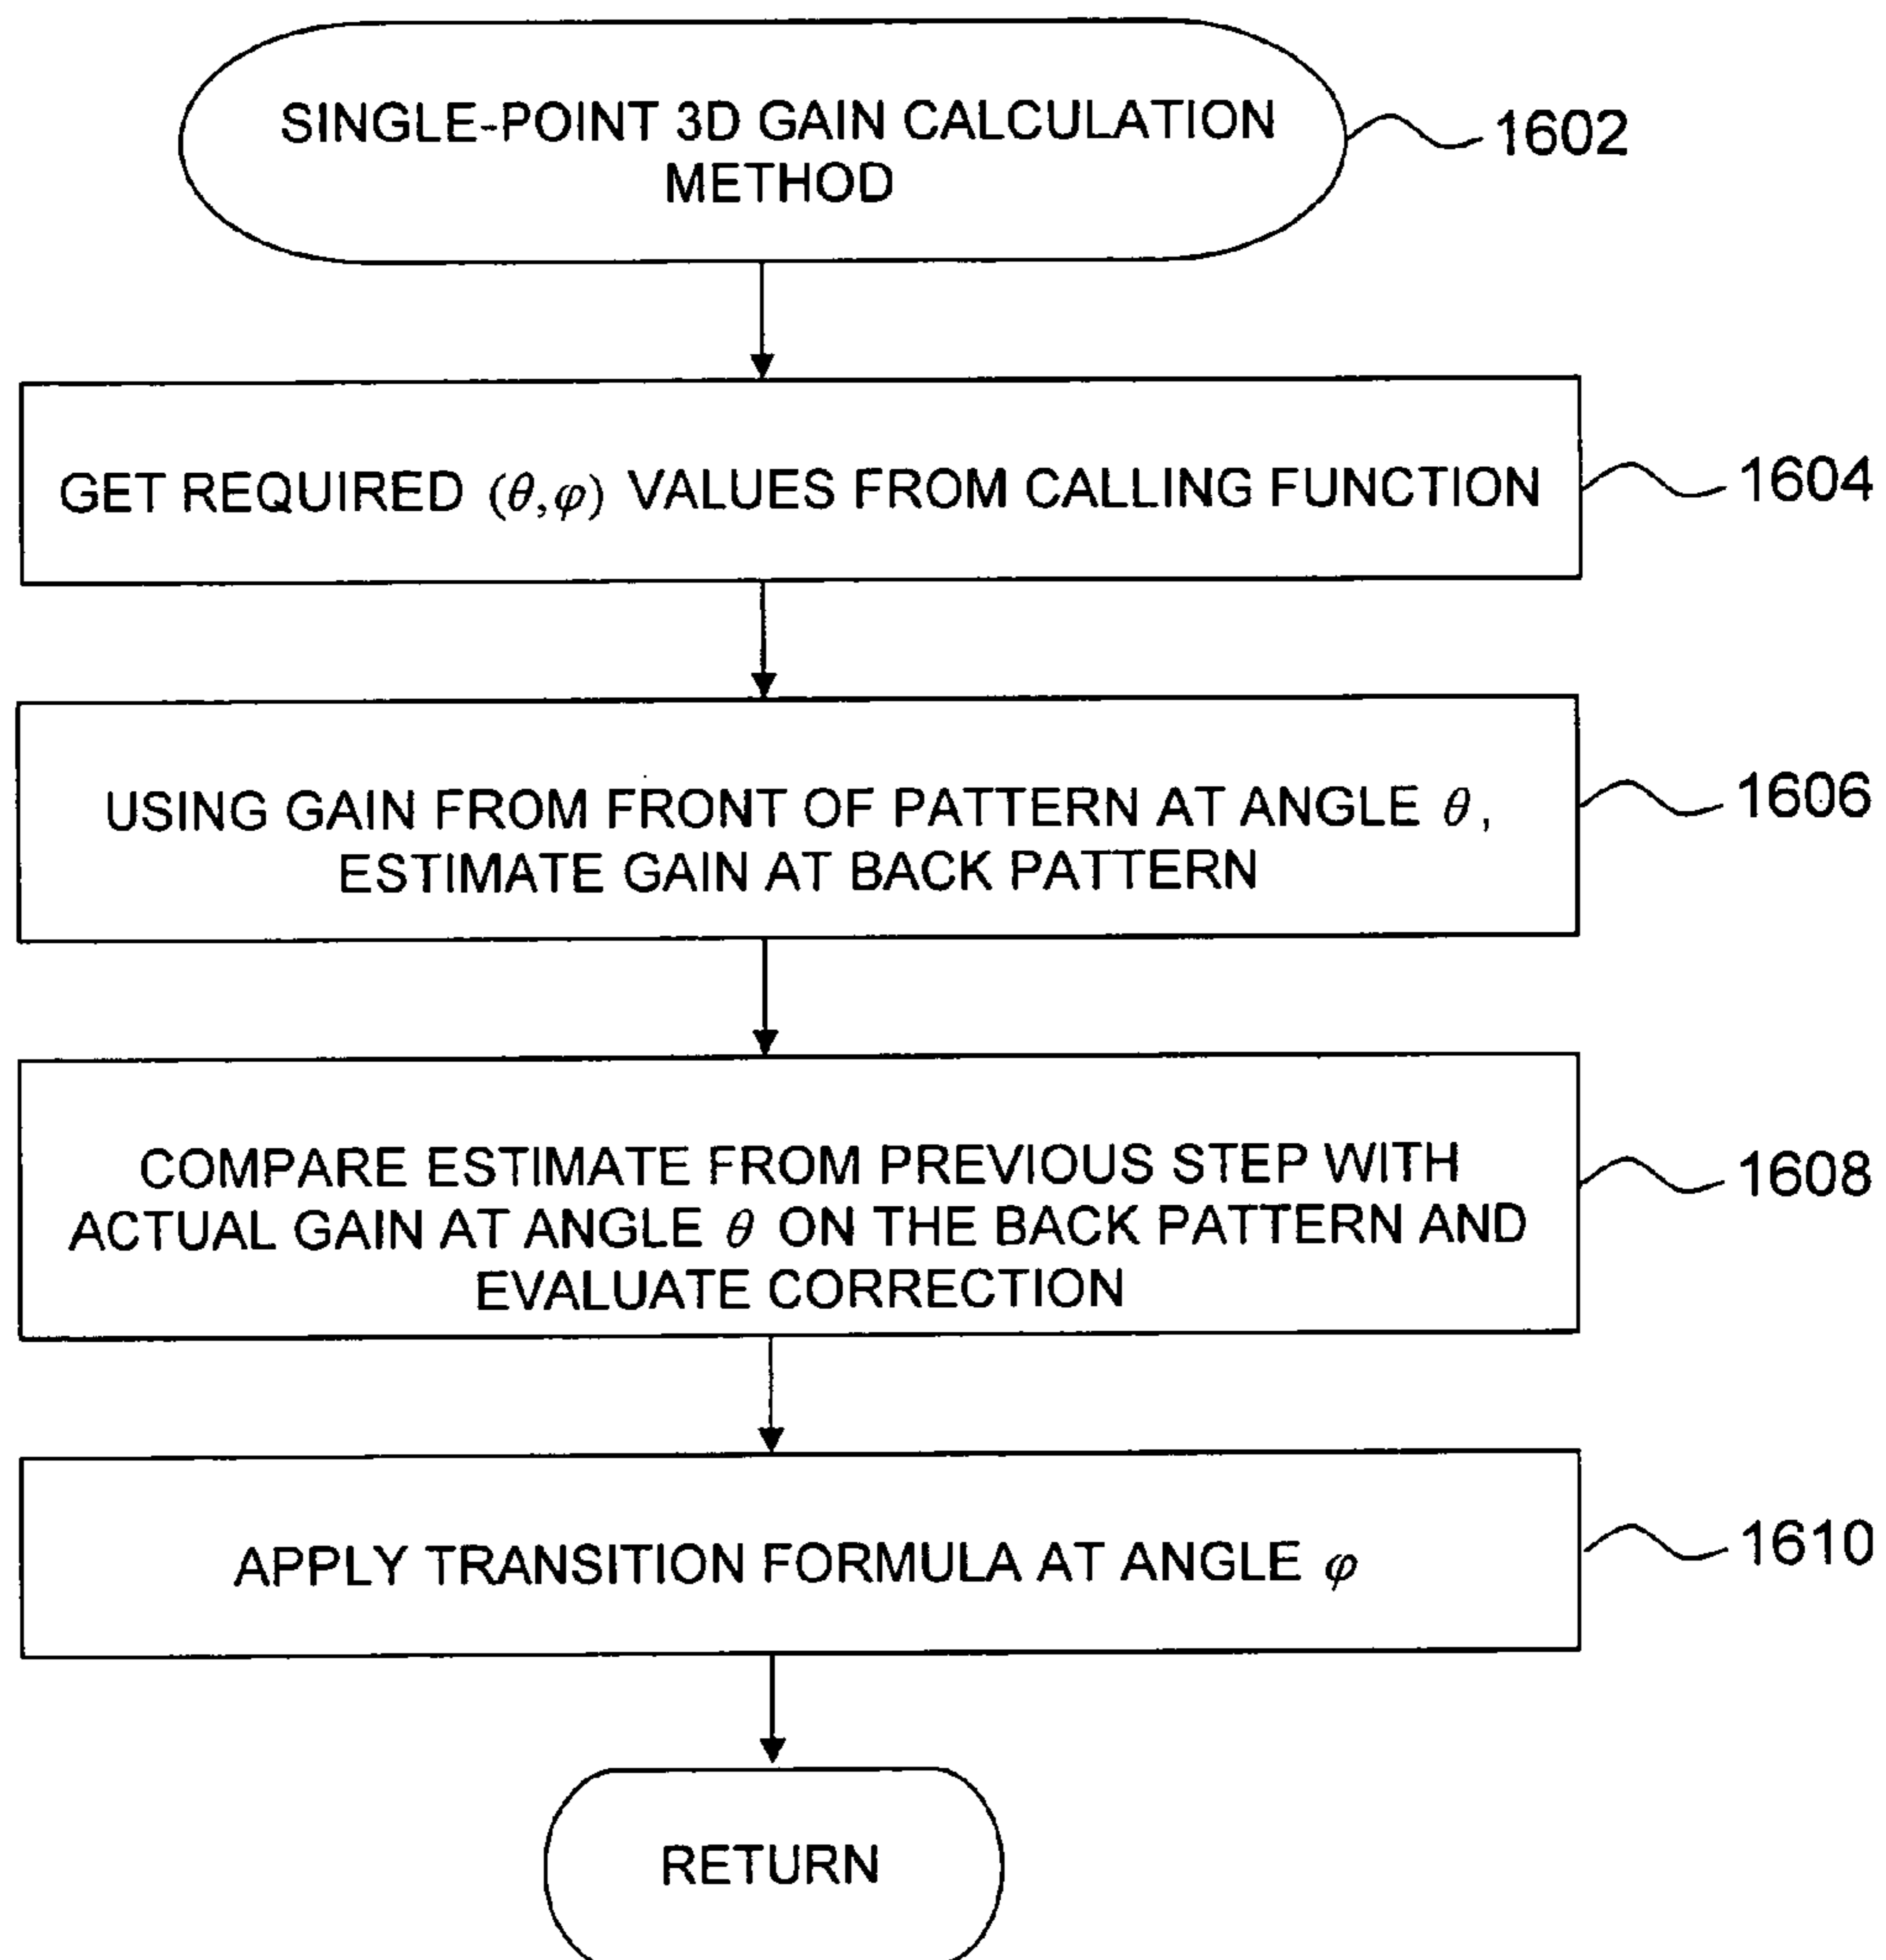 SINGLE-POINT 3D GAIN CALCULATION
METHOD
1602
GET REQUIRED (θ,φ) VALUES FROM CALLING FUNCTION
1604
USING GAIN FROM FRONT OF PATTERN AT ANGLE θ,
ESTIMATE GAIN AT BACK PATTERN
1606
COMPARE ESTIMATE FROM PREVIOUS STEP WITH
ACTUAL GAIN AT ANGLE θ ON THE BACK PATTERN AND
EVALUATE CORRECTION
1608
APPLY TRANSITION FORMULA AT ANGLE φ
1610
RETURN